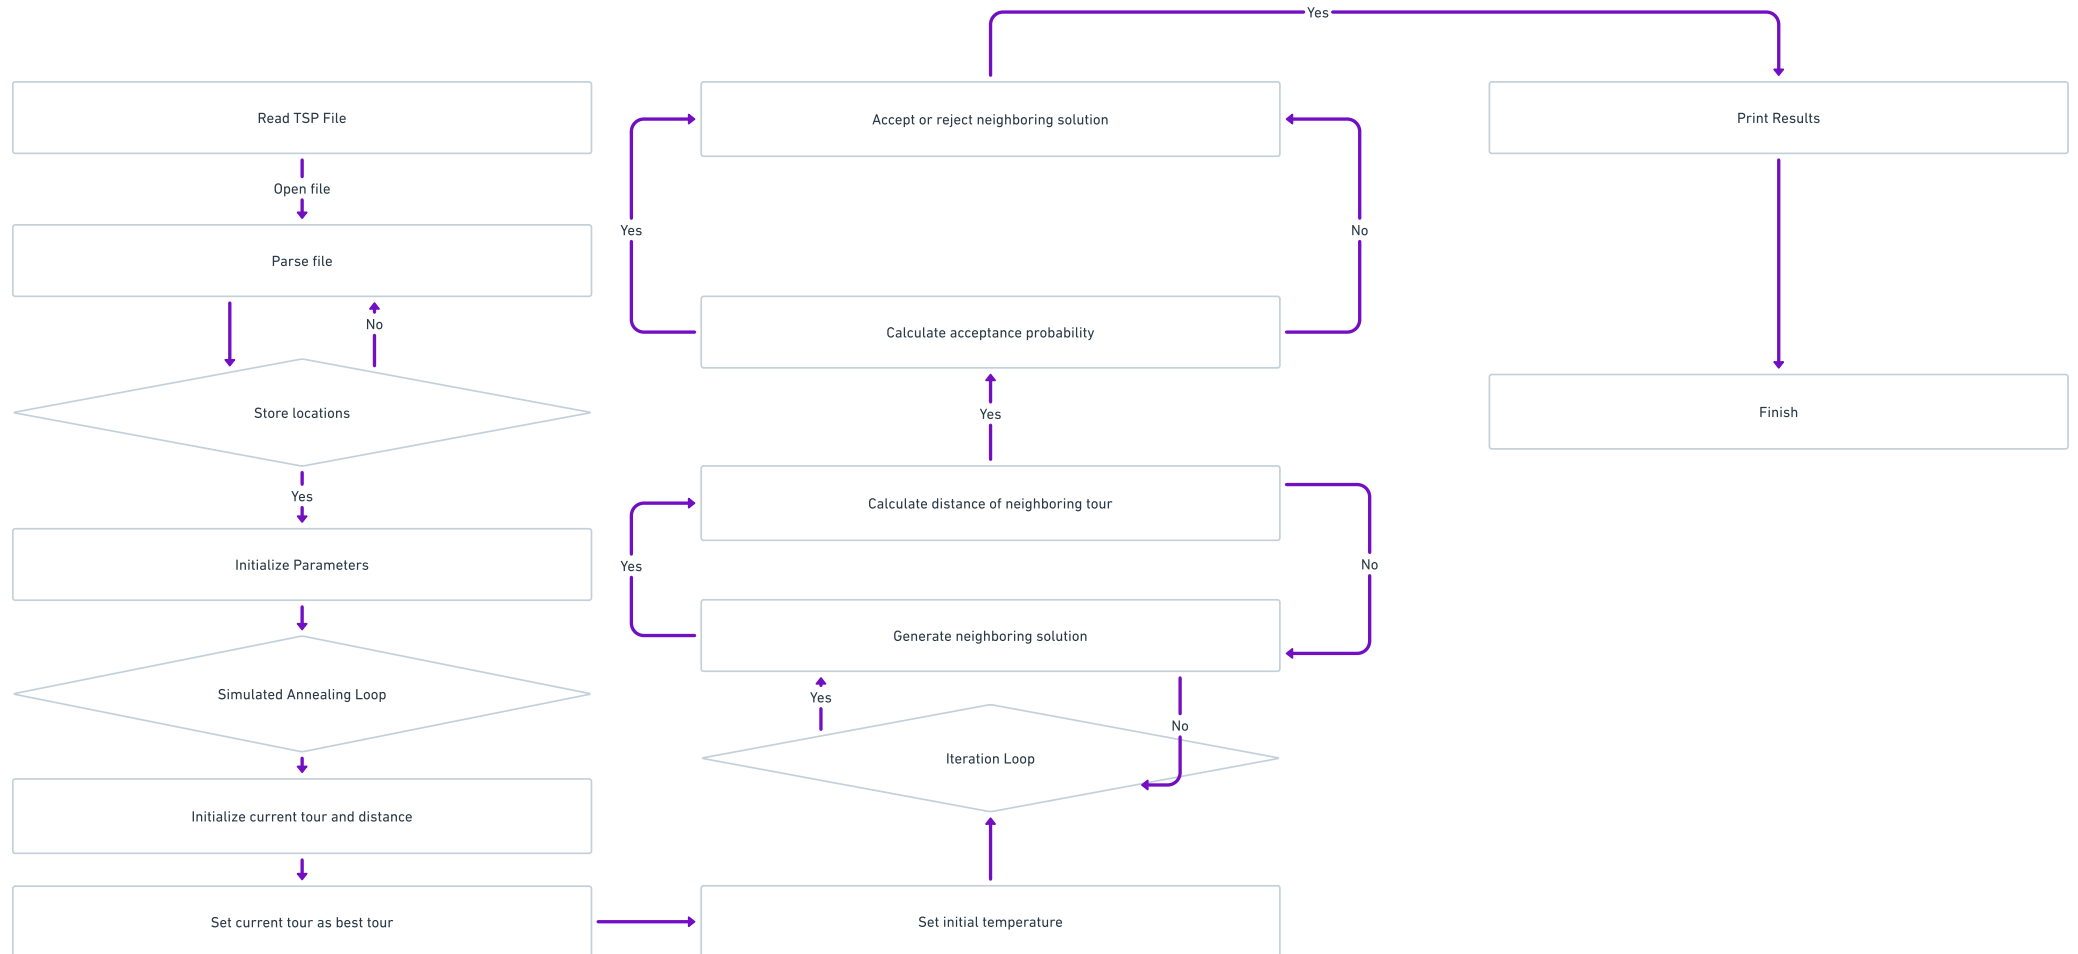 Read TSP File
Open file
Parse file
No
Store locations
Yes
Initialize Parameters
Simulated Annealing Loop
Initialize current tour and distance
Set current tour as best tour
Yes
Accept or reject neighboring solution
Yes
No
Calculate acceptance probability
Yes
Calculate distance of neighboring tour
Yes
No
Generate neighboring solution
Yes
No
Iteration Loop
Set initial temperature
Print Results
Finish